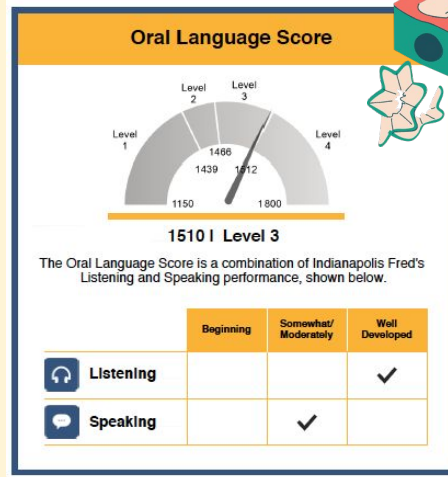 Oral Language Score
Level
1
Level
2
Level
3
Level
4
1150
1439
1466
1512
1800
1510 | Level 3
The Oral Language Score is a combination of Indianapolis Fred's
Listening and Speaking performance, shown below.
Beginning
Somewhat/
Moderately
Well
Developed
Listening
Speaking